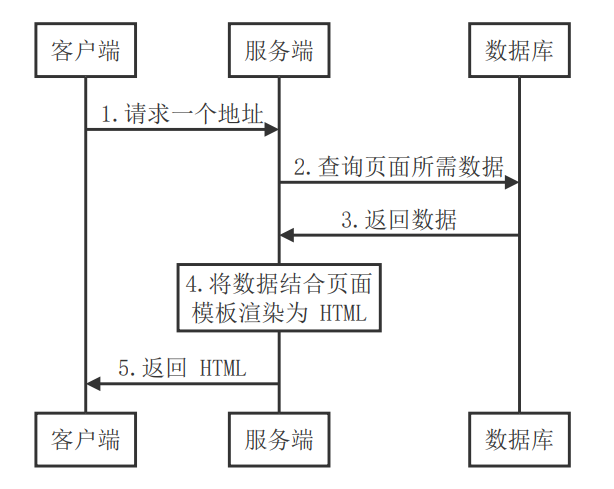 客户端
服务端
数据库
1.请求一个地址
2.查询页面所需数据
3.返回数据
4.将数据结合页面
模板渲染为 HTML
5.返回 HTML
客户端
服务端
数据库